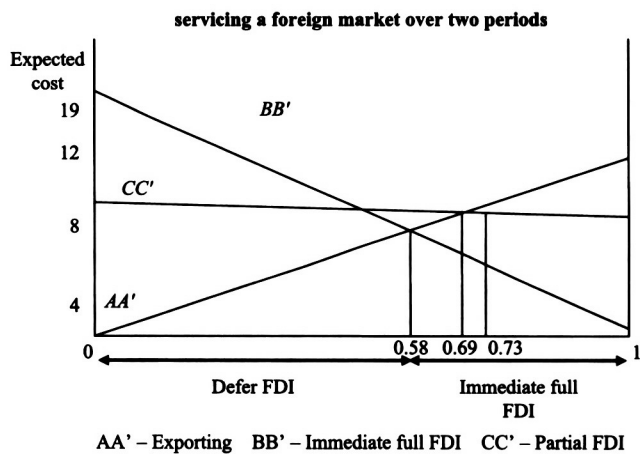 servicing a foreign market over two periods
Expected
cost
19
BB'
12
CC'
8
4
AA'
0
0.58
0.69
0.73
1
Defer FDI
Immediate full
FDI
AA’ – Exporting BB’ – Immediate full FDI CC’ – Partial FDI